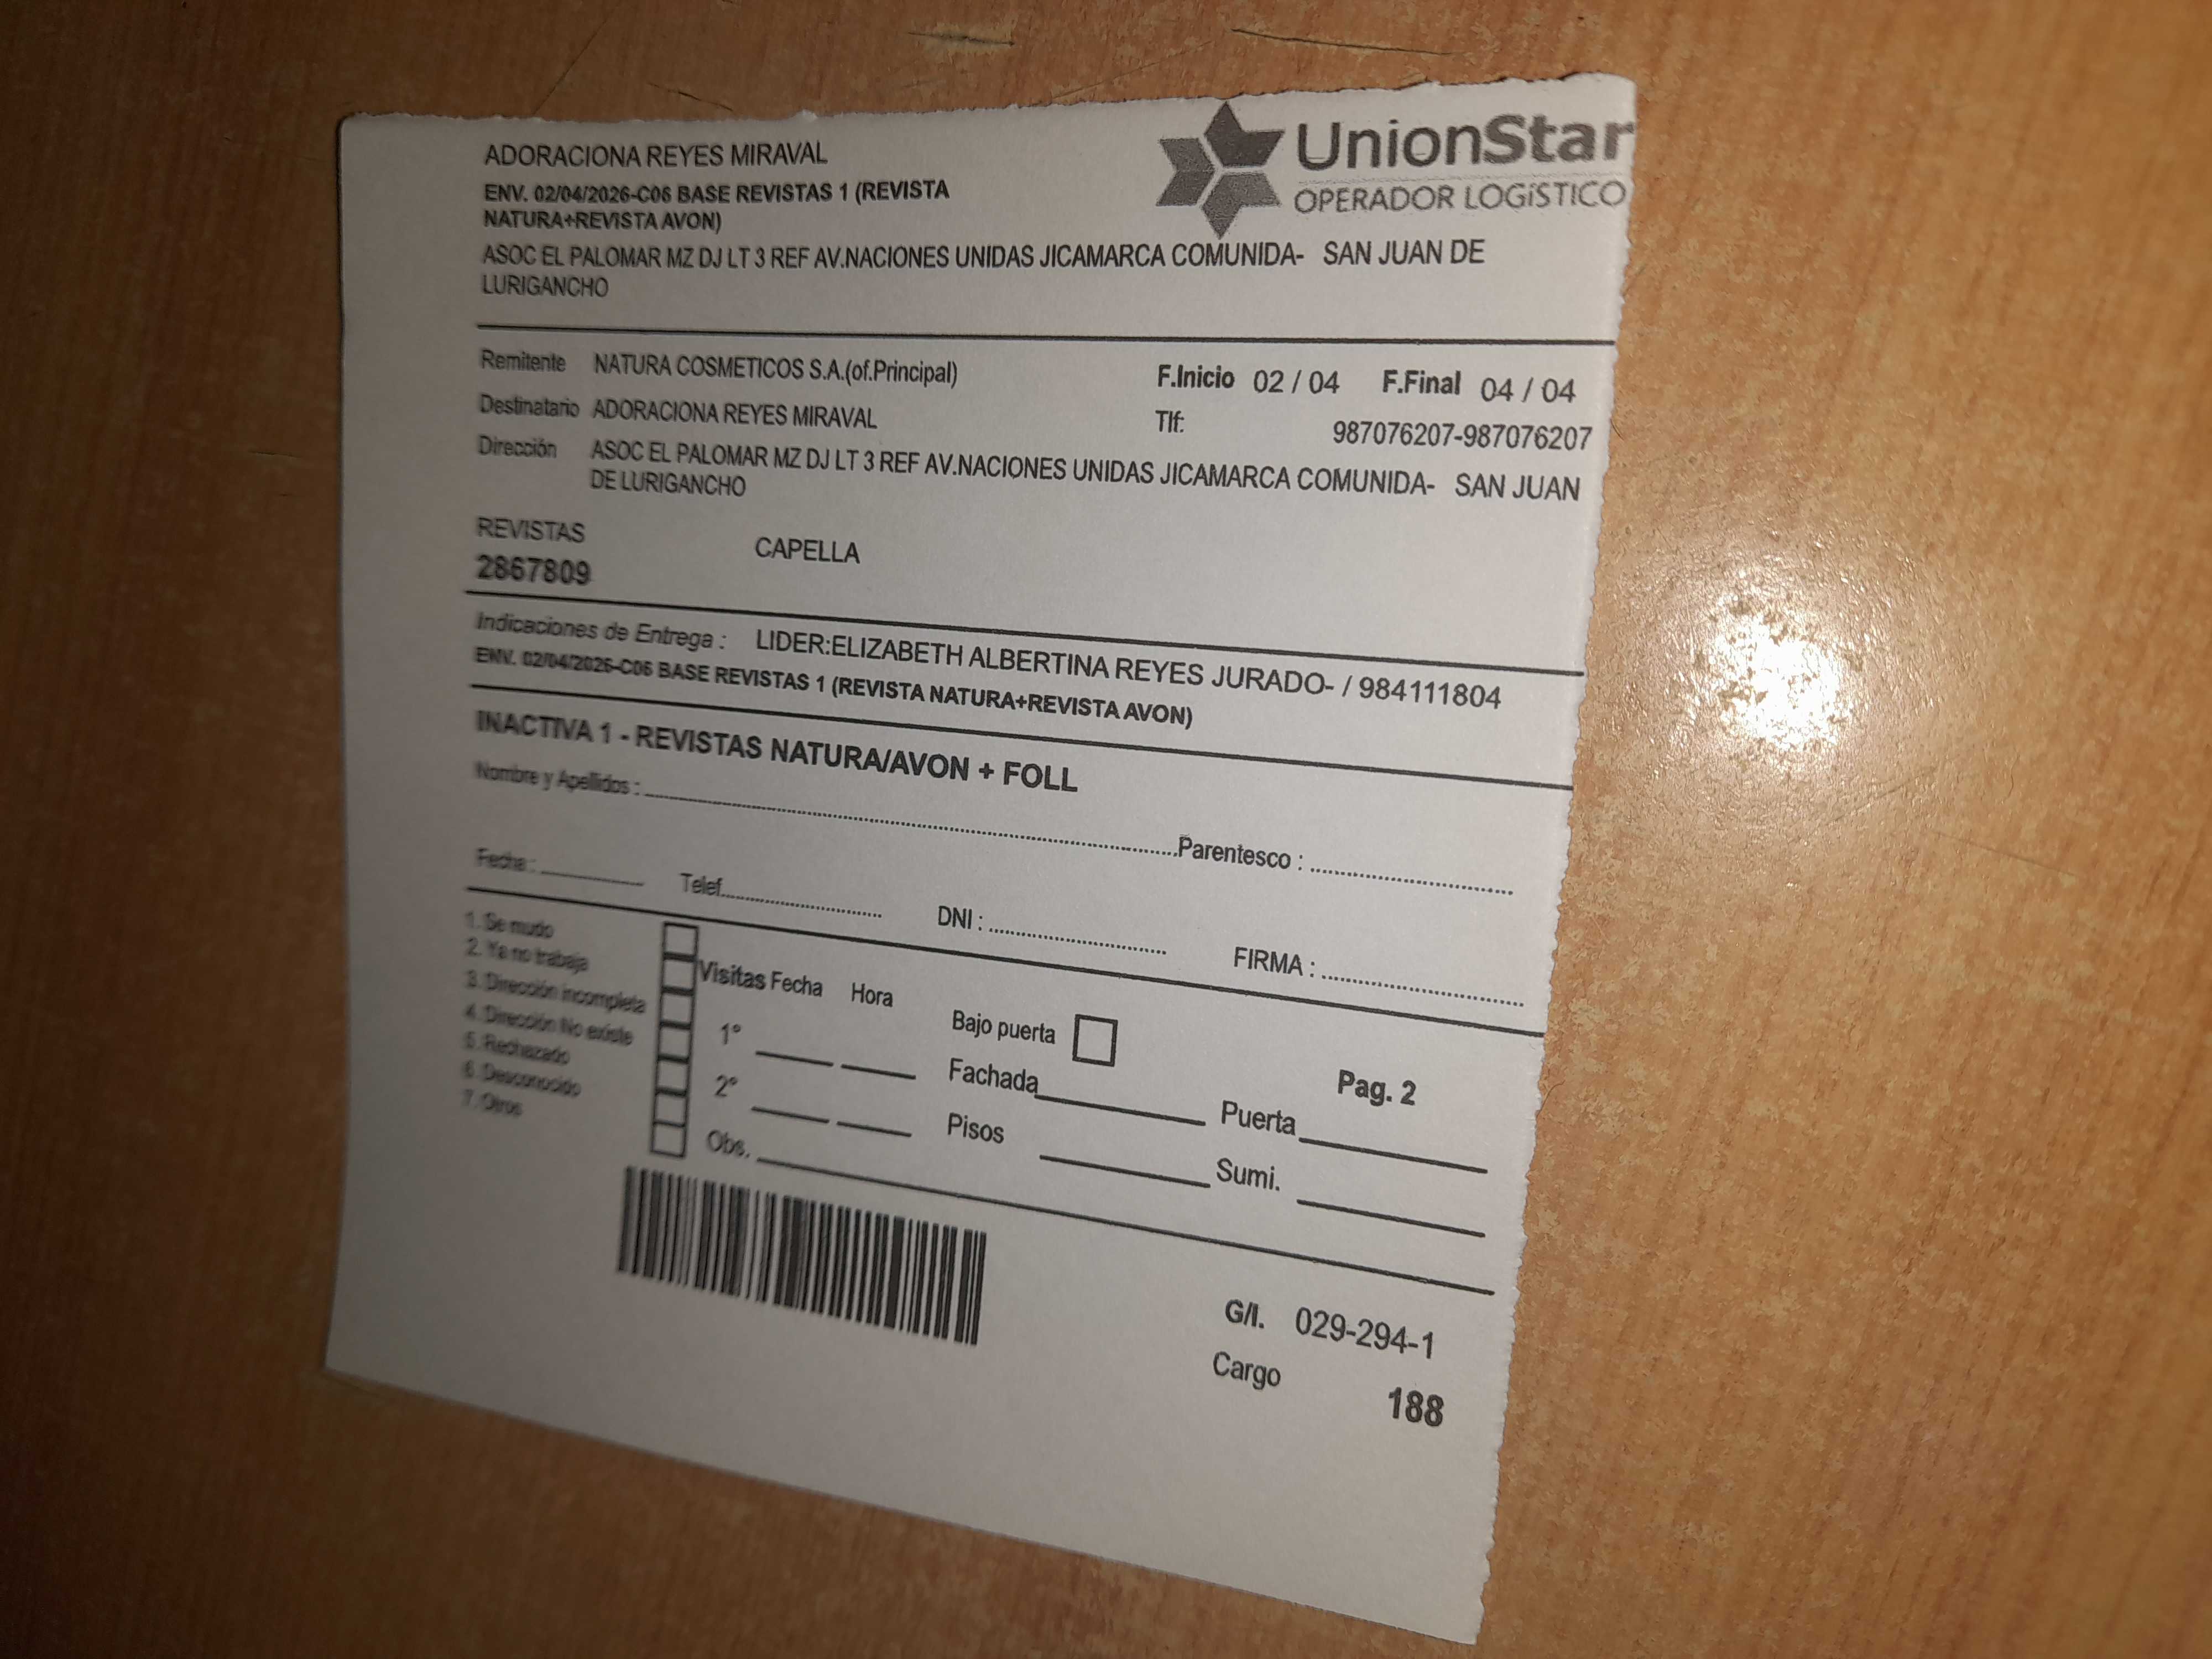 ADORACIONA REYES MIRAVAL
UnionStar
OPERADOR LOGÍSTICO
ENV. 02/04/2026-C06 BASE REVISTAS 1 (REVISTA
NATURA+REVISTA AVON)
ASOC EL PALOMAR MZ DJ LT 3 REF AV.NACIONES UNIDAS JICAMARCA COMUNIDA- SAN JUAN DE
LURIGANCHO
Remitente NATURA COSMETICOS S.A.(of.Principal) F.Inicio 02 / 04 F.Final 04 / 04
Destinatario ADORACIONA REYES MIRAVAL Tlf: 987076207-987076207
Dirección ASOC EL PALOMAR MZ DJ LT 3 REF AV.NACIONES UNIDAS JICAMARCA COMUNIDA- SAN JUAN
DE LURIGANCHO
REVISTAS CAPELLA
2867809
Indicaciones de Entrega : LIDER:ELIZABETH ALBERTINA REYES JURADO- / 984111804
ENV. 02/04/2026-C06 BASE REVISTAS 1 (REVISTA NATURA+REVISTA AVON)
INACTIVA 1 - REVISTAS NATURA/AVON + FOLL
Nombre y Apellidos : Parentesco :
Fecha : Telef. DNI : FIRMA :
1. Se mudo
2. Ya no trabaja
3. Dirección incompleta
4. Dirección No existe
5. Rechazado
6. Desconocido
7. Otros
Visitas Fecha Hora
1°
2°
Obs.
Bajo puerta
Fachada Puerta
Pisos Sumi.
Pag. 2
G/I. 029-294-1
Cargo 188